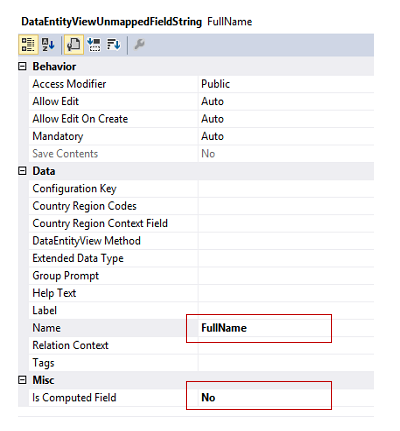 DataEntityViewUnmappedFieldString FullName
Behavior
Access Modifier Public
Allow Edit Auto
Allow Edit On Create Auto
Mandatory Auto
Save Contents No
Data
Configuration Key
Country Region Codes
Country Region Context Field
DataEntityView Method
Extended Data Type
Group Prompt
Help Text
Label
Name FullName
Relation Context
Tags
Misc
Is Computed Field No